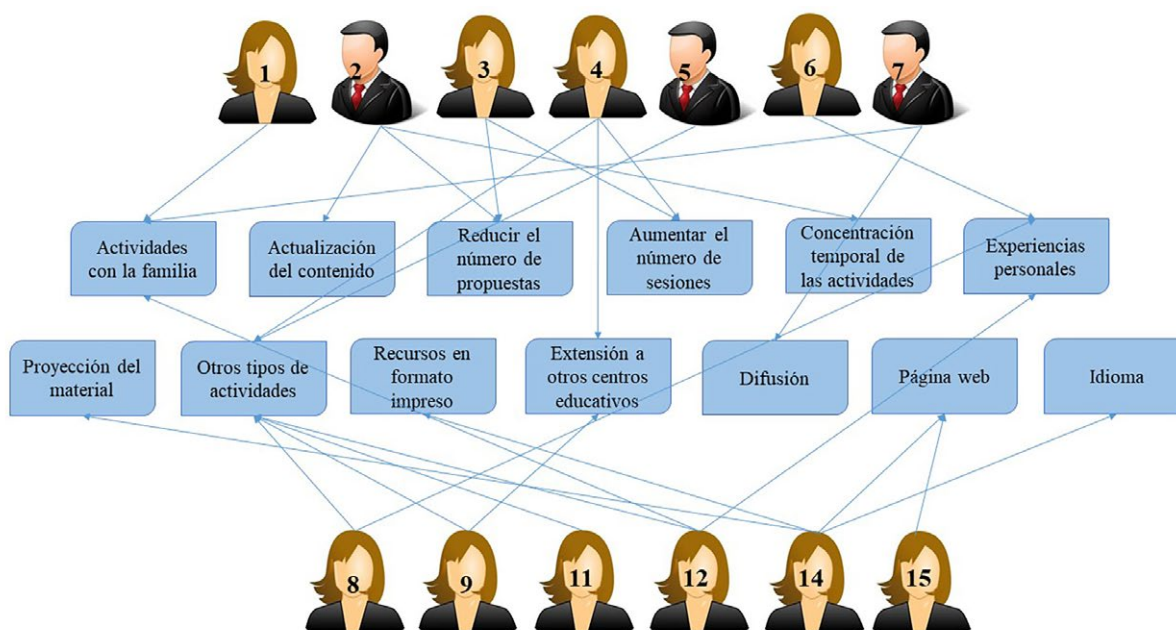 1
2
3
4
5
6
7
Actividades
con la familia
Actualización
del contenido
Reducir el
número de
propuestas
Aumentar el
número de
sesiones
Concentración
temporal de
las actividades
Experiencias
personales
Proyección del
material
Otros tipos de
actividades
Recursos en
formato
impreso
Extensión a
otros centros
educativos
Difusión
Página web
Idioma
8
9
11
12
14
15